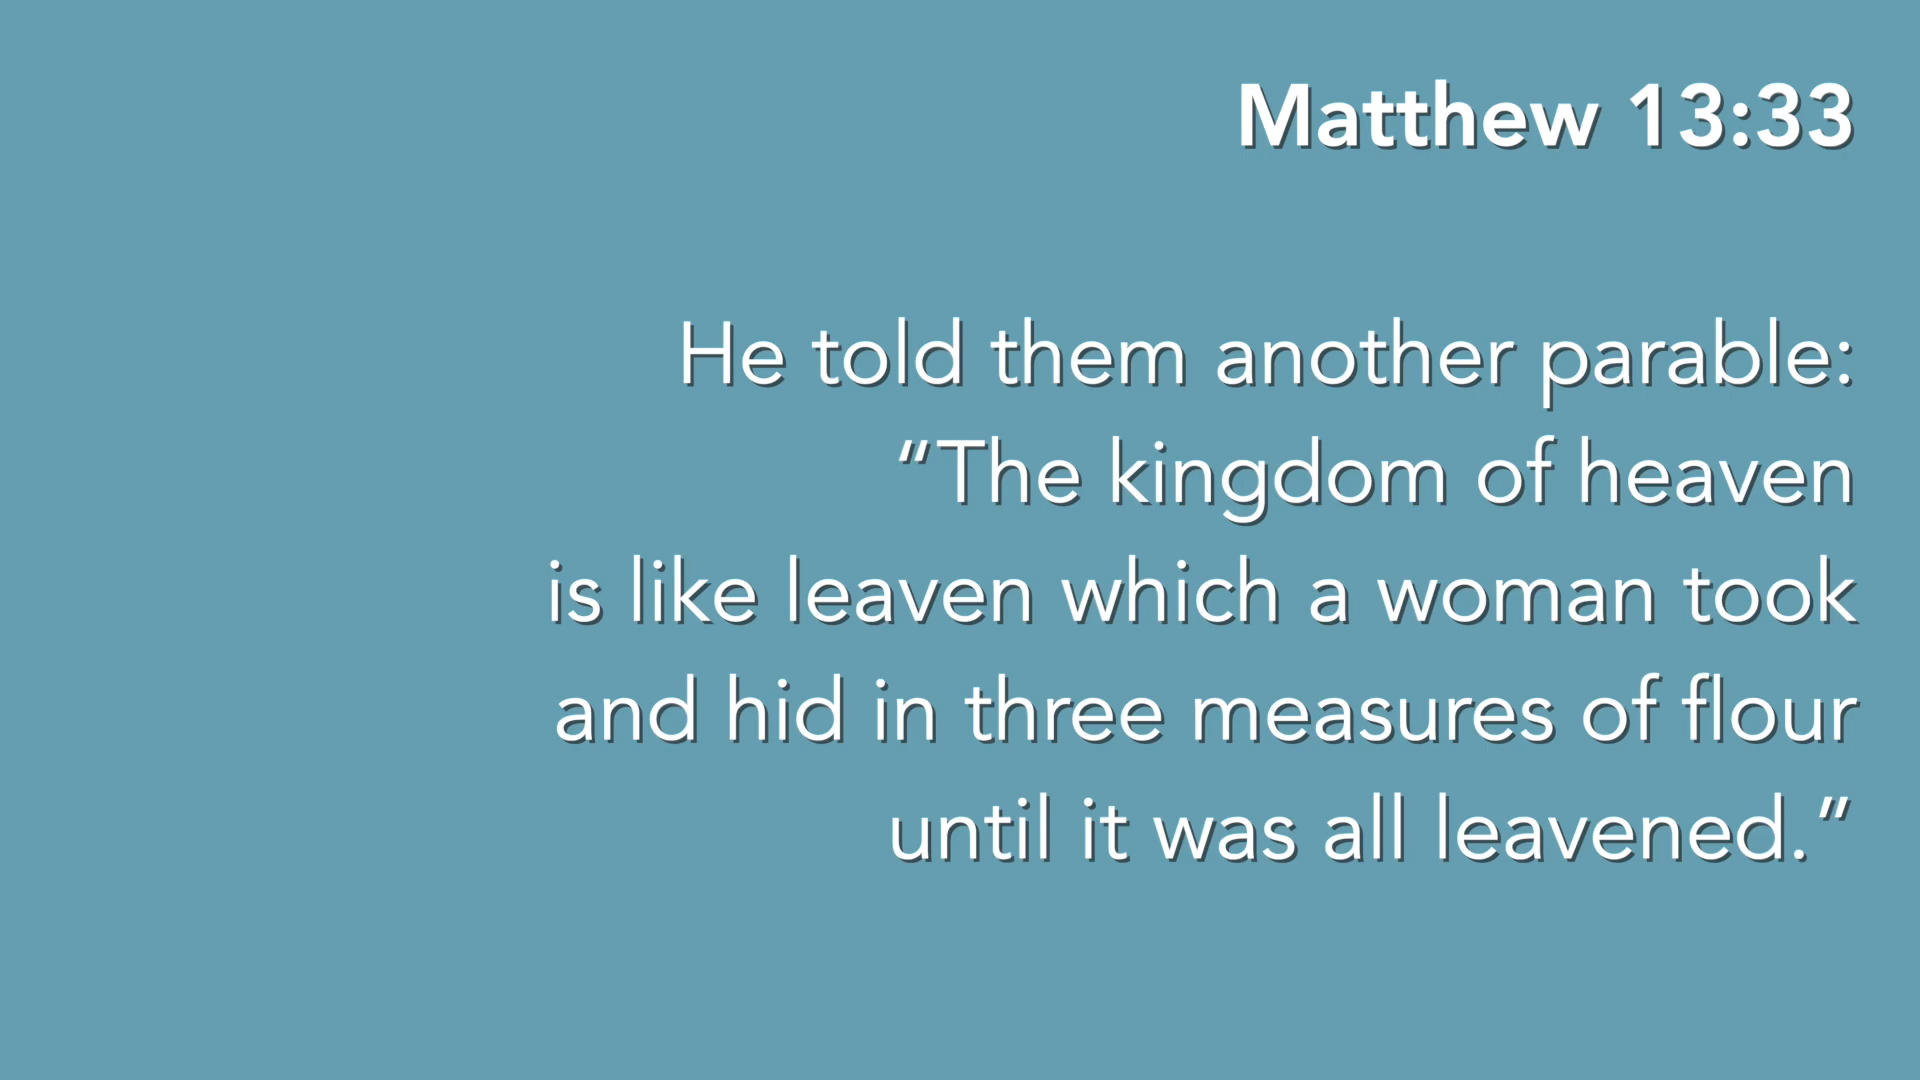 Matthew 13:33
He told them another parable:
“The kingdom of heaven
is like leaven which a woman took
and hid in three measures of flour
until it was all leavened.”